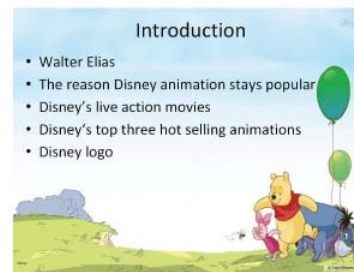 Introduction
• Walter Elias
• The reason Disney animation stays popular
• Disney's live action movies
• Disney's top three hot selling animations
• Disney logo